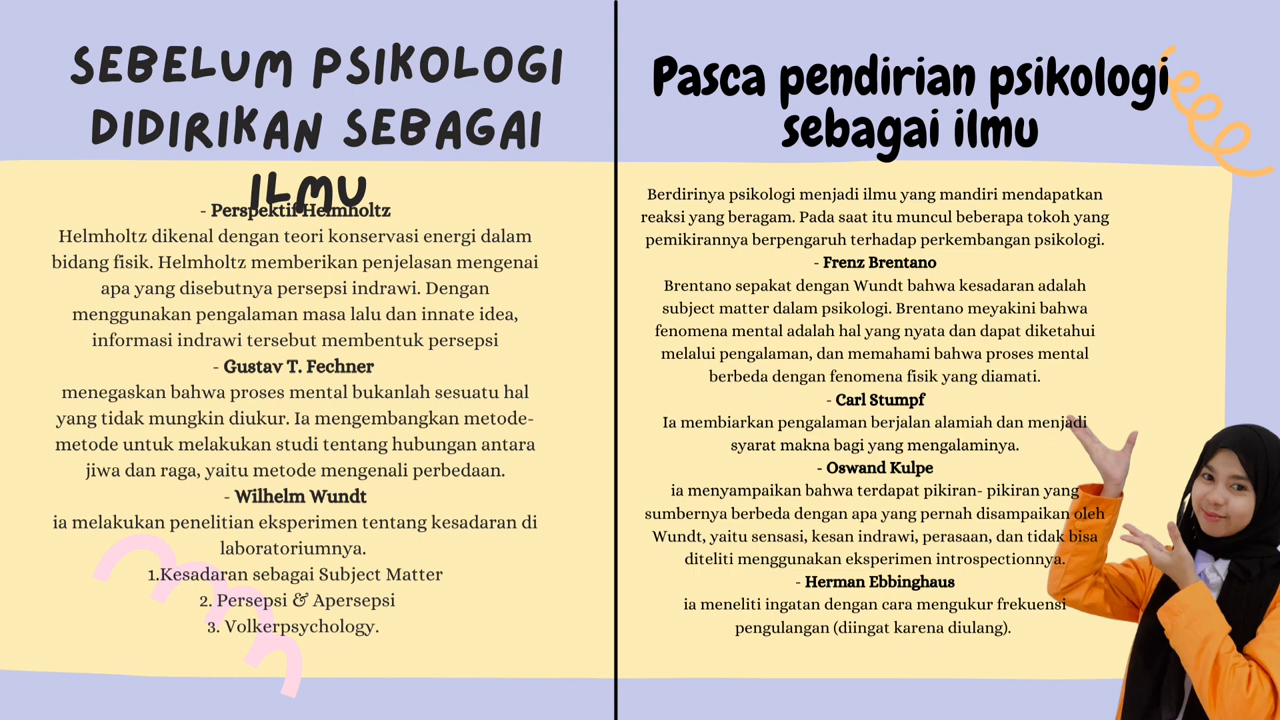 SEBELUM PSIKOLOGI
DIDIRIKAN SEBAGAI
ILMU
- Perspektif Helmholtz
Helmholtz dikenal dengan teori konservasi energi dalam
bidang fisik. Helmholtz memberikan penjelasan mengenai
apa yang disebutnya persepsi indrawi. Dengan
menggunakan pengalaman masa lalu dan innate idea,
informasi indrawi tersebut membentuk persepsi
- Gustav T. Fechner
menegaskan bahwa proses mental bukanlah sesuatu hal
yang tidak mungkin diukur. Ia mengembangkan metode-
metode untuk melakukan studi tentang hubungan antara
jiwa dan raga, yaitu metode mengenali perbedaan.
- Wilhelm Wundt
ia melakukan penelitian eksperimen tentang kesadaran di
laboratoriumnya.
1.Kesadaran sebagai Subject Matter
2. Persepsi & Apersepsi
3. Volkerpsychology.
Pasca pendirian psikologi
sebagai ilmu
Berdirinya psikologi menjadi ilmu yang mandiri mendapatkan
reaksi yang beragam. Pada saat itu muncul beberapa tokoh yang
pemikirannya berpengaruh terhadap perkembangan psikologi.
- Frenz Brentano
Brentano sepakat dengan Wundt bahwa kesadaran adalah
subject matter dalam psikologi. Brentano meyakini bahwa
fenomena mental adalah hal yang nyata dan dapat diketahui
melalui pengalaman, dan memahami bahwa proses mental
berbeda dengan fenomena fisik yang diamati.
- Carl Stumpf
Ia membiarkan pengalaman berjalan alamiah dan menjadi
syarat makna bagi yang mengalaminya.
- Oswand Kulpe
ia menyampaikan bahwa terdapat pikiran- pikiran yang
sumbernya berbeda dengan apa yang pernah disampaikan oleh
Wundt, yaitu sensasi, kesan indrawi, perasaan, dan tidak bisa
diteliti menggunakan eksperimen introspectionnya.
- Herman Ebbinghaus
ia meneliti ingatan dengan cara mengukur frekuensi
pengulangan (diingat karena diulang).